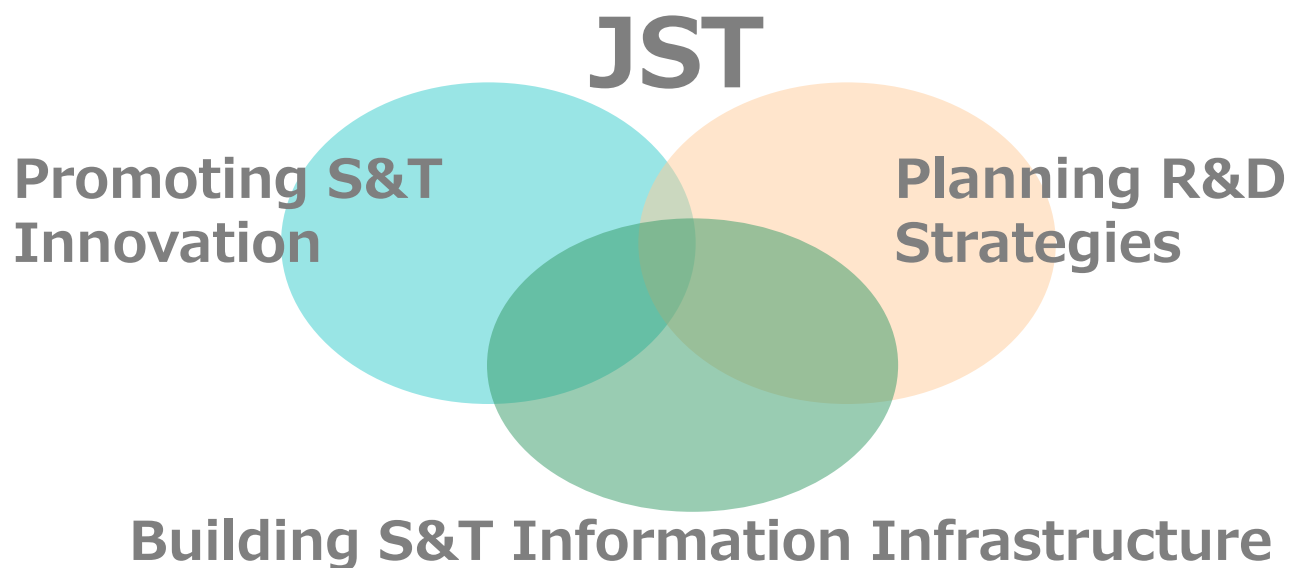 JST
Promoting S&T
Innovation
Planning R&D
Strategies
Building S&T Information Infrastructure